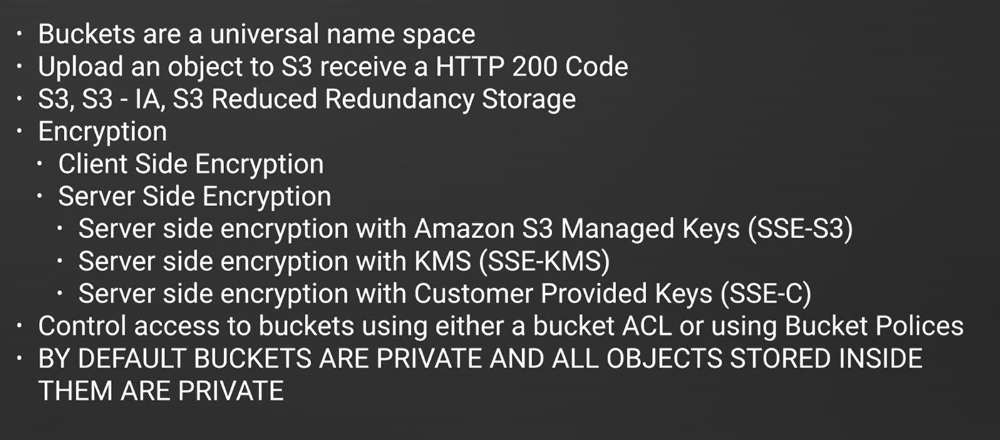 • Buckets are a universal name space
• Upload an object to S3 receive a HTTP 200 Code
• S3, S3 - IA, S3 Reduced Redundancy Storage
• Encryption
• Client Side Encryption
• Server Side Encryption
• Server side encryption with Amazon S3 Managed Keys (SSE-S3)
• Server side encryption with KMS (SSE-KMS)
• Server side encryption with Customer Provided Keys (SSE-C)
• Control access to buckets using either a bucket ACL or using Bucket Polices
• BY DEFAULT BUCKETS ARE PRIVATE AND ALL OBJECTS STORED INSIDE
THEM ARE PRIVATE